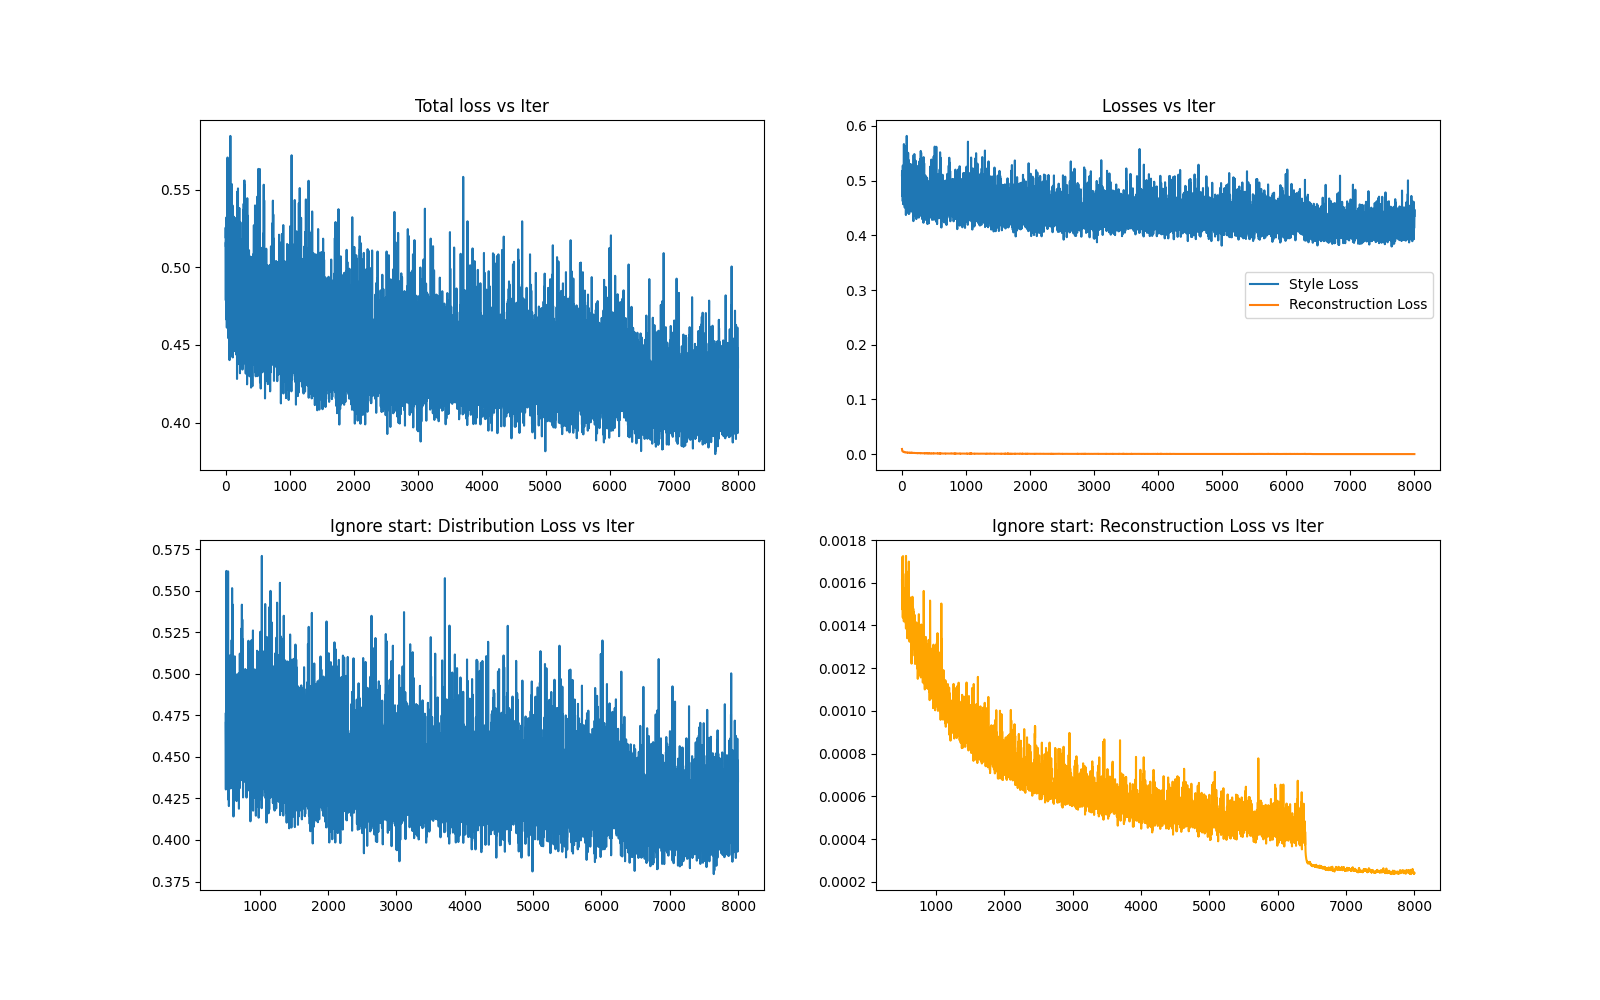 Total loss vs Iter
0.55
0.50
0.45
0.40
0 1000 2000 3000 4000 5000 6000 7000 8000
Losses vs Iter
0.6
0.5
0.4
0.3
0.2
0.1
0.0
Style Loss
Reconstruction Loss
0 1000 2000 3000 4000 5000 6000 7000 8000
Ignore start: Distribution Loss vs Iter
0.575
0.550
0.525
0.500
0.475
0.450
0.425
0.400
0.375
1000 2000 3000 4000 5000 6000 7000 8000
Ignore start: Reconstruction Loss vs Iter
0.0018
0.0016
0.0014
0.0012
0.0010
0.0008
0.0006
0.0004
0.0002
1000 2000 3000 4000 5000 6000 7000 8000